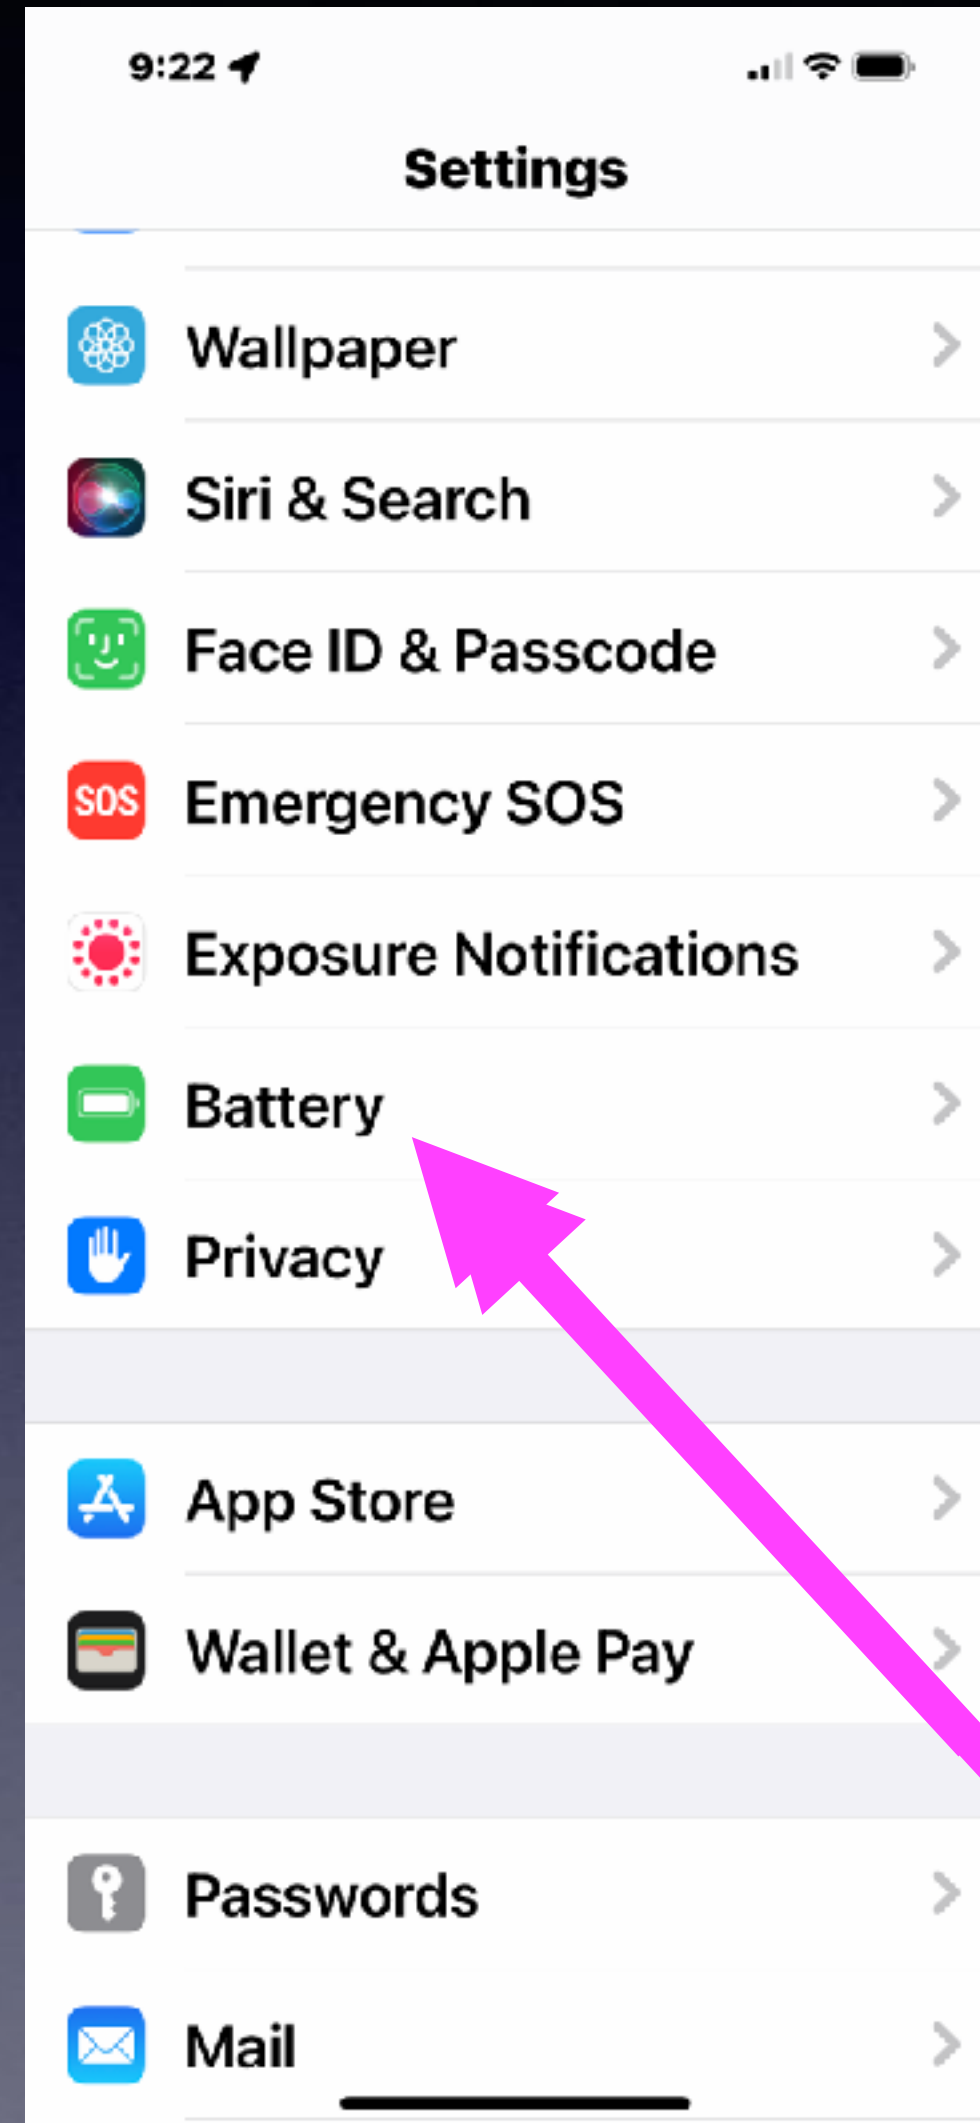 9:22
Settings
Wallpaper
Siri & Search
Face ID & Passcode
SOS Emergency SOS
Exposure Notifications
Battery
Privacy
App Store
Wallet & Apple Pay
Passwords
Mail